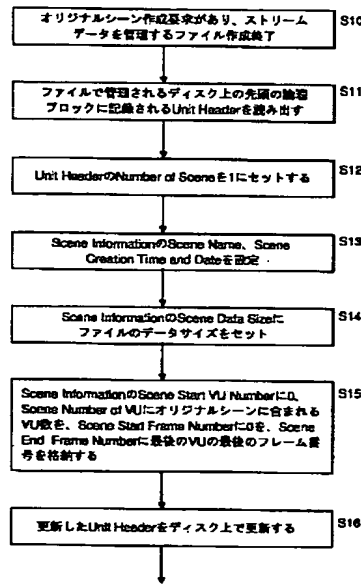 オリジナルシーン作成要求があり、ストリーム
データを管理するファイル作成終了
S10
ファイルで管理されるディスク上の先頭の論理
ブロックに記録されるUnit Headerを読み出す
S11
Unit HeaderのNumber of Sceneを1にセットする
S12
Scene InformationのScene Name、Scene
Creation Time and Dateを設定
S13
Scene InformationのScene Data Sizeに
ファイルのデータサイズをセット
S14
Scene InformationのScene Start VU Numberに0、
Scene Number of VUにオリジナルシーンに含まれる
VU数を、Scene Start Frame Numberに0を、Scene
End Frame Numberに最後のVUの最後のフレーム番
号を格納する
S15
更新したUnit Headerをディスク上で更新する
S16